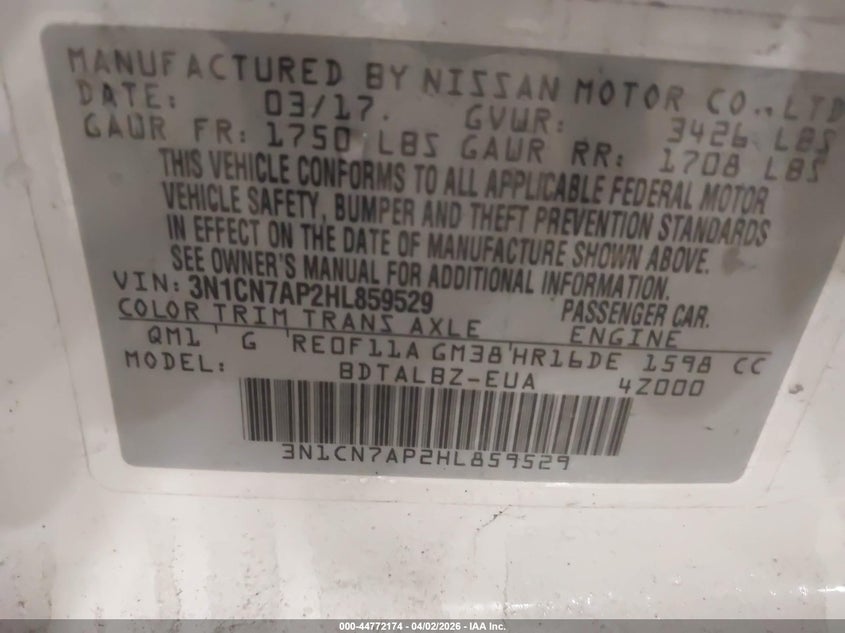 MANUFACTURED BY NISSAN MOTOR CO., LTD
DATE: 03/17. GVWR: 3426 LBS
GAWR FR: 1750 LBS GAWR RR: 1708 LBS
THIS VEHICLE CONFORMS TO ALL APPLICABLE FEDERAL MOTOR
VEHICLE SAFETY, BUMPER AND THEFT PREVENTION STANDARDS
IN EFFECT ON THE DATE OF MANUFACTURE SHOWN ABOVE.
SEE OWNER'S MANUAL FOR ADDITIONAL INFORMATION.
VIN: 3N1CN7AP2HL859529 PASSENGER CAR.
COLOR TRIM TRANS AXLE ENGINE
QM1 ' G 'RE0F11A GM38'HR16DE 1598 CC
MODEL: BDTALBZ-EUA 4Z000
3N1CN7AP2HL859529
000-44772174 | 04/02/2026 - IAA Inc.